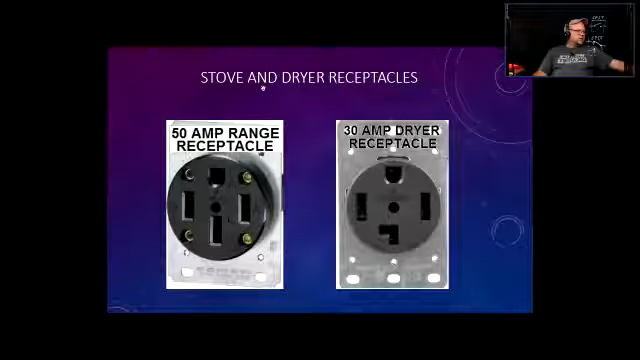 STOVE AND DRYER RECEPTACLES
50 AMP RANGE
RECEPTACLE
30 AMP DRYER
RECEPTACLE